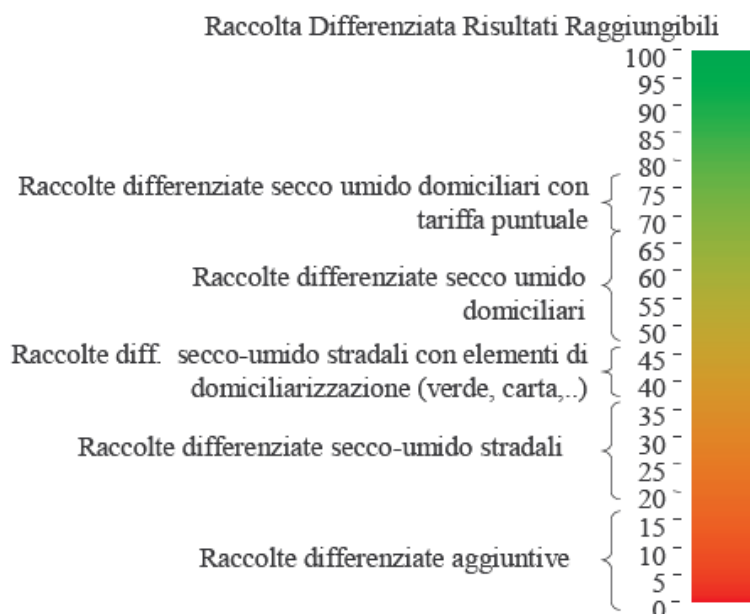 Raccolta Differenziata Risultati Raggiungibili
100
95
90
85
80
Raccolte differenziate secco umido domiciliari con
tariffa puntuale
75
70
65
Raccolte differenziate secco umido
domiciliari
60
55
50
Raccolte diff. secco-umido stradali con elementi di
domiciliarizzazione (verde, carta,..)
45
40
35
Raccolte differenziate secco-umido stradali
30
25
20
15
Raccolte differenziate aggiuntive
10
5
0